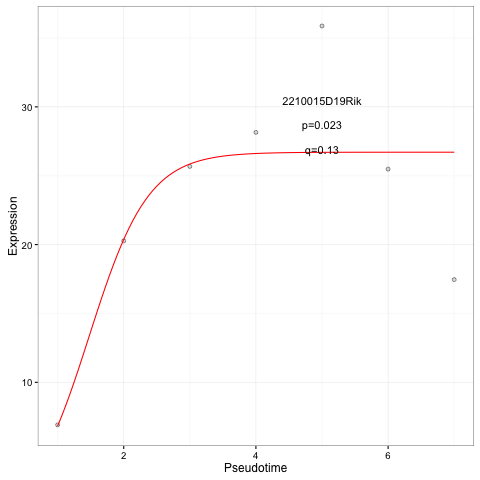 30
20
10
Expression
2210015D19Rik
p=0.023
q=0.13
2
4
6
Pseudotime